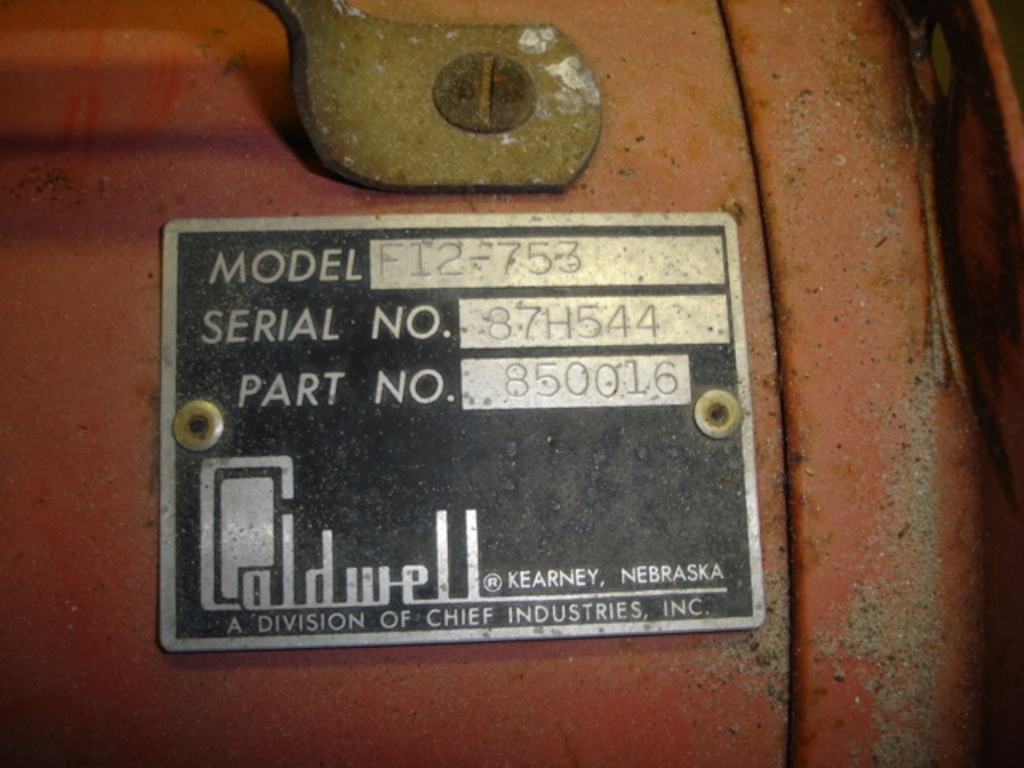 MODEL F12-753
SERIAL NO. 87H544
PART NO. 850016
Caldwell ® KEARNEY, NEBRASKA
A DIVISION OF CHIEF INDUSTRIES, INC.